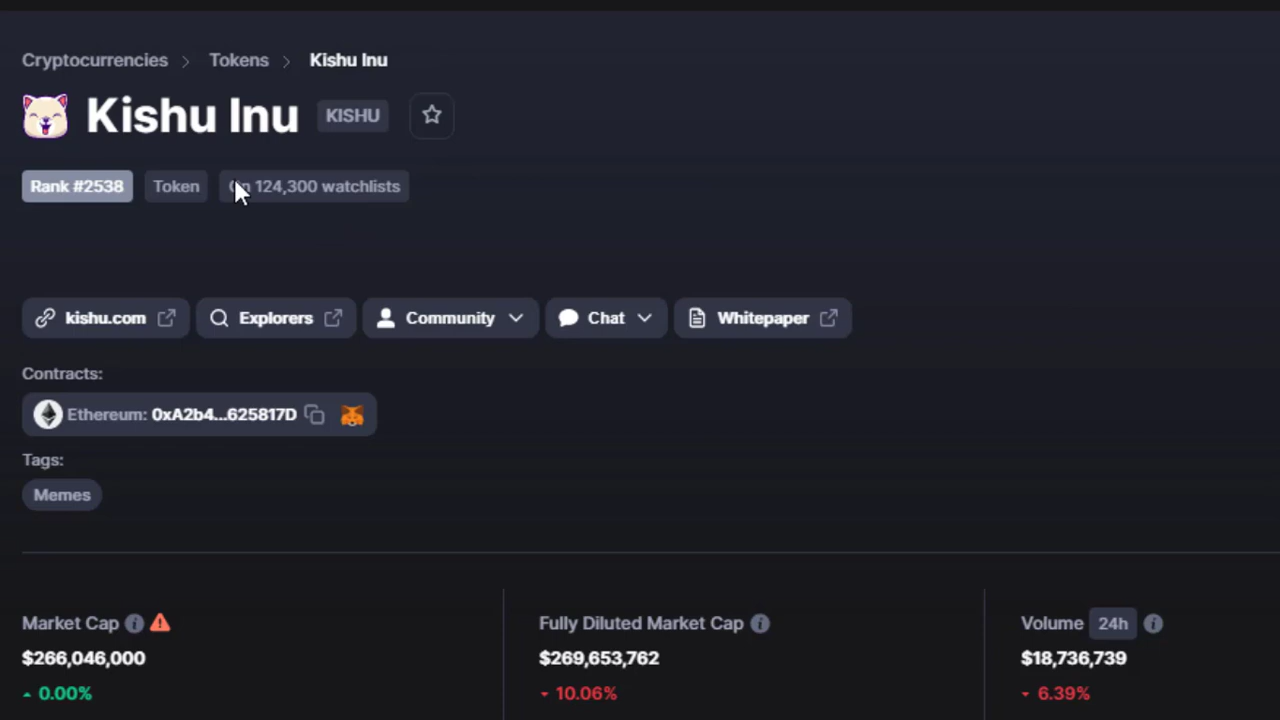 Cryptocurrencies > Tokens > Kishu Inu
Kishu Inu KISHU
Rank #2538 Token 124,300 watchlists
kishu.com Explorers Community Chat Whitepaper
Contracts:
Ethereum: 0xA2b4...625817D
Tags:
Memes
Market Cap Fully Diluted Market Cap Volume 24h
$266,046,000 $269,653,762 $18,736,739
0.00% 10.06% 6.39%